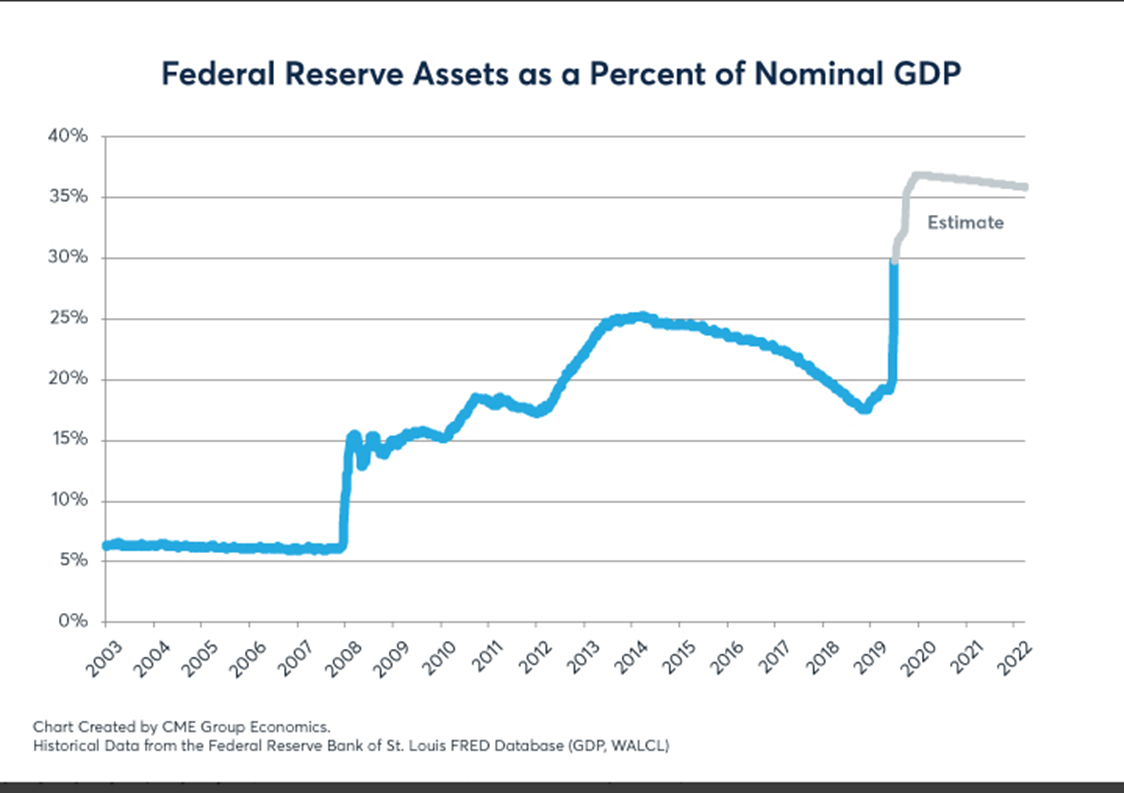 Federal Reserve Assets as a Percent of Nominal GDP
40%
35%
Estimate
30%
25%
20%
15%
10%
5%
0%
2003 2004 2005 2006 2007 2008 2009 2010 2011 2012 2013 2014 2015 2016 2017 2018 2019 2020 2021 2022
Chart Created by CME Group Economics.
Historical Data from the Federal Reserve Bank of St. Louis FRED Database (GDP, WALCL)